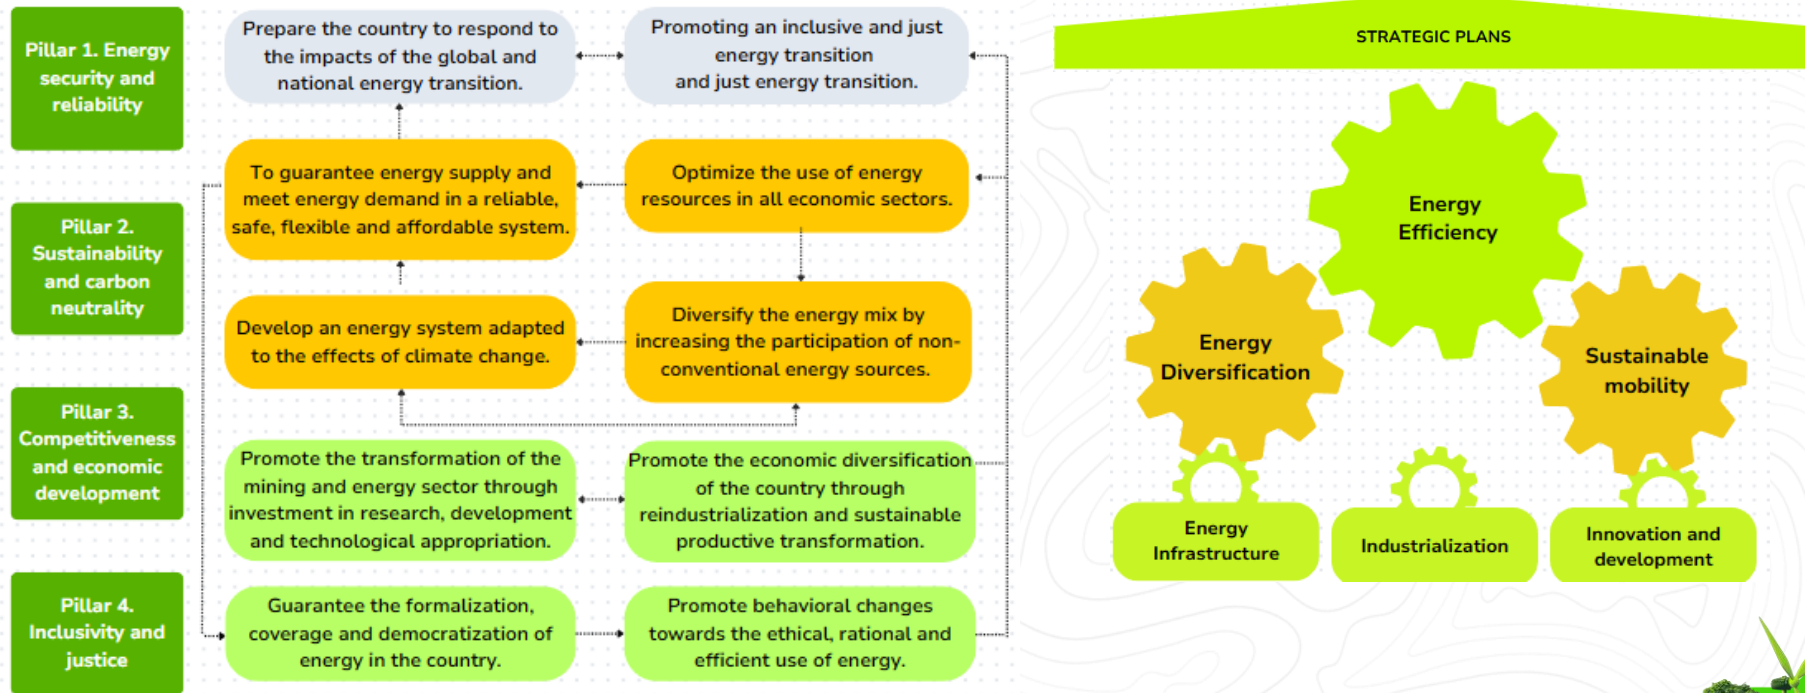 Pillar 1. Energy
security and
reliability
Prepare the country to respond to
the impacts of the global and
national energy transition.
Promoting an inclusive and just
energy transition
and just energy transition.
To guarantee energy supply and
meet energy demand in a reliable,
safe, flexible and affordable system.
Optimize the use of energy
resources in all economic sectors.
Pillar 2.
Sustainability
and carbon
neutrality
Develop an energy system adapted
to the effects of climate change.
Diversify the energy mix by
increasing the participation of non-
conventional energy sources.
Pillar 3.
Competitiveness
and economic
development
Promote the transformation of the
mining and energy sector through
investment in research, development
and technological appropriation.
Promote the economic diversification
of the country through
reindustrialization and sustainable
productive transformation.
Pillar 4.
Inclusivity and
justice
Guarantee the formalization,
coverage and democratization of
energy in the country.
Promote behavioral changes
towards the ethical, rational and
efficient use of energy.
STRATEGIC PLANS
Energy
Efficiency
Energy
Diversification
Sustainable
mobility
Energy
Infrastructure
Industrialization
Innovation and
development